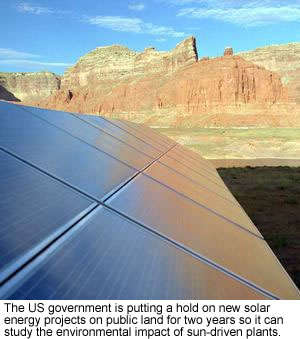 The US government is putting a hold on new solar
energy projects on public land for two years so it can
study the environmental impact of sun-driven plants.